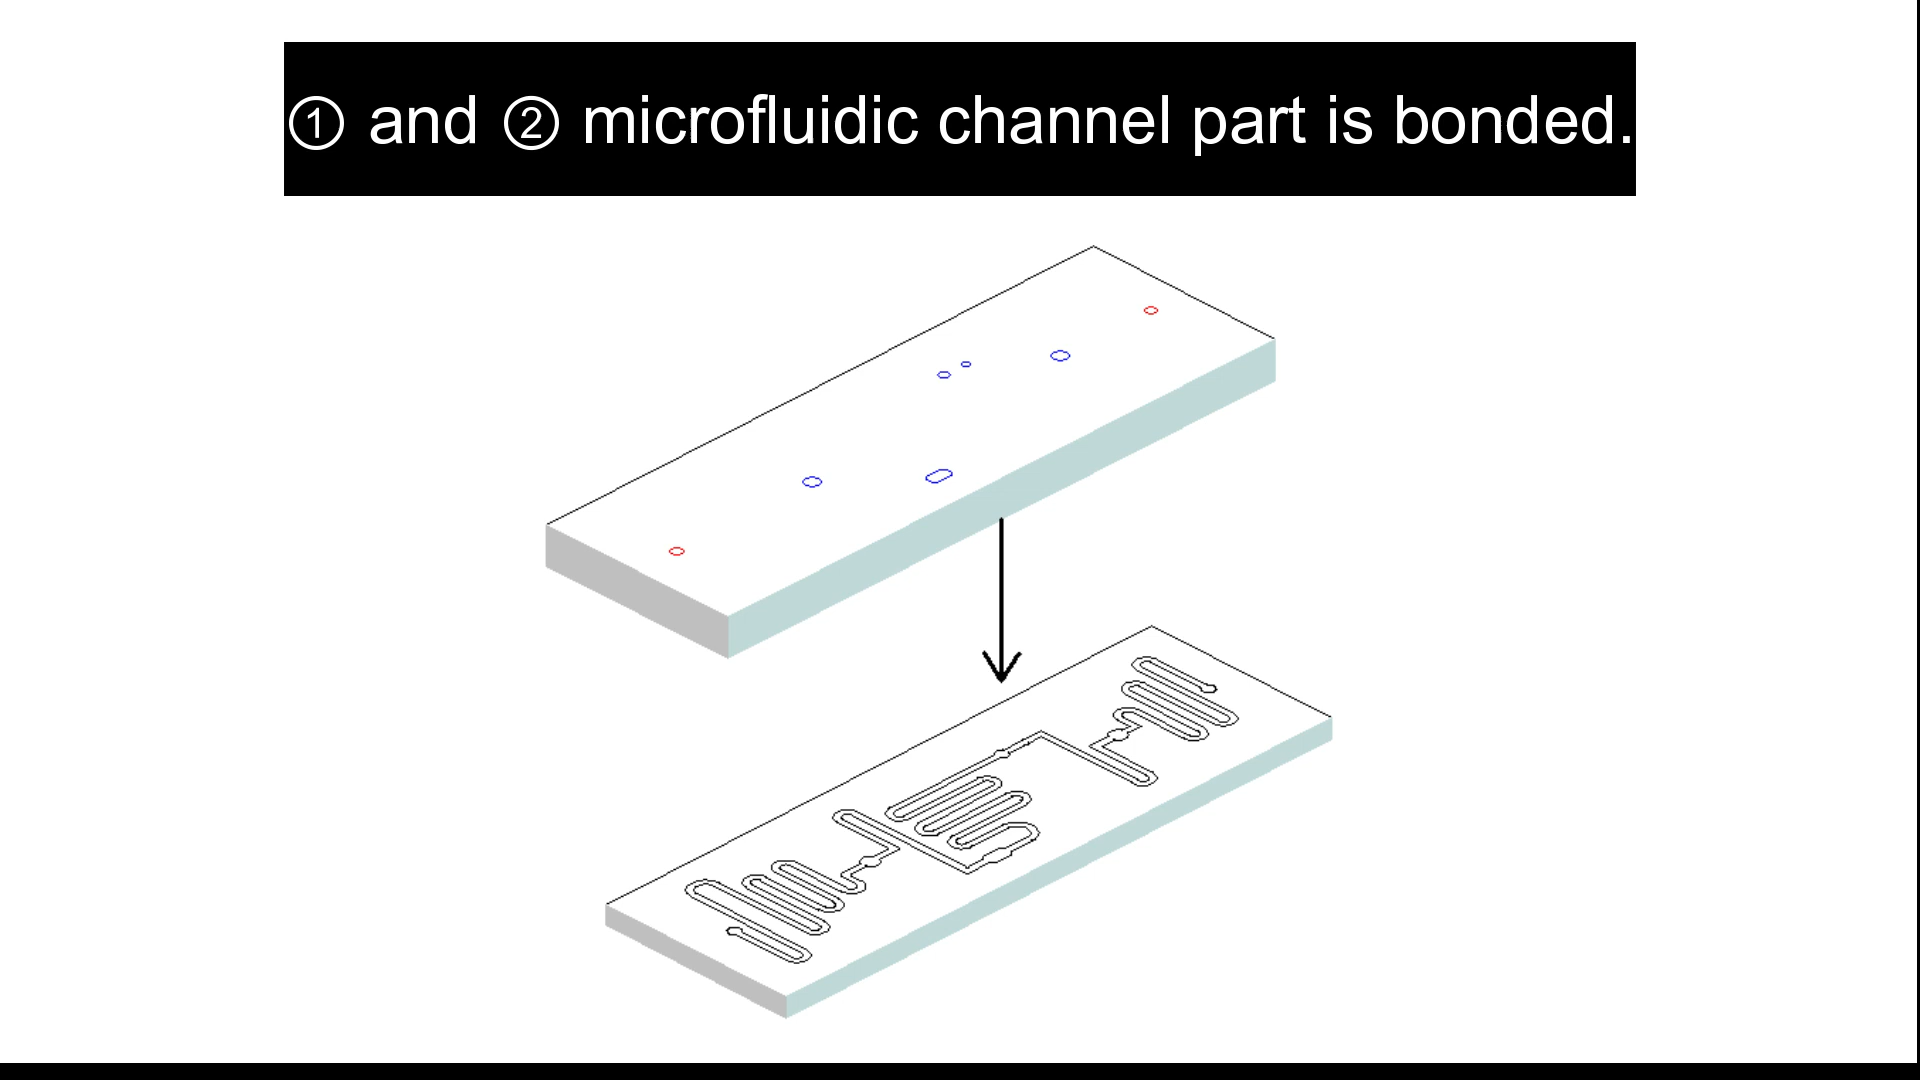 ① and ② microfluidic channel part is bonded.